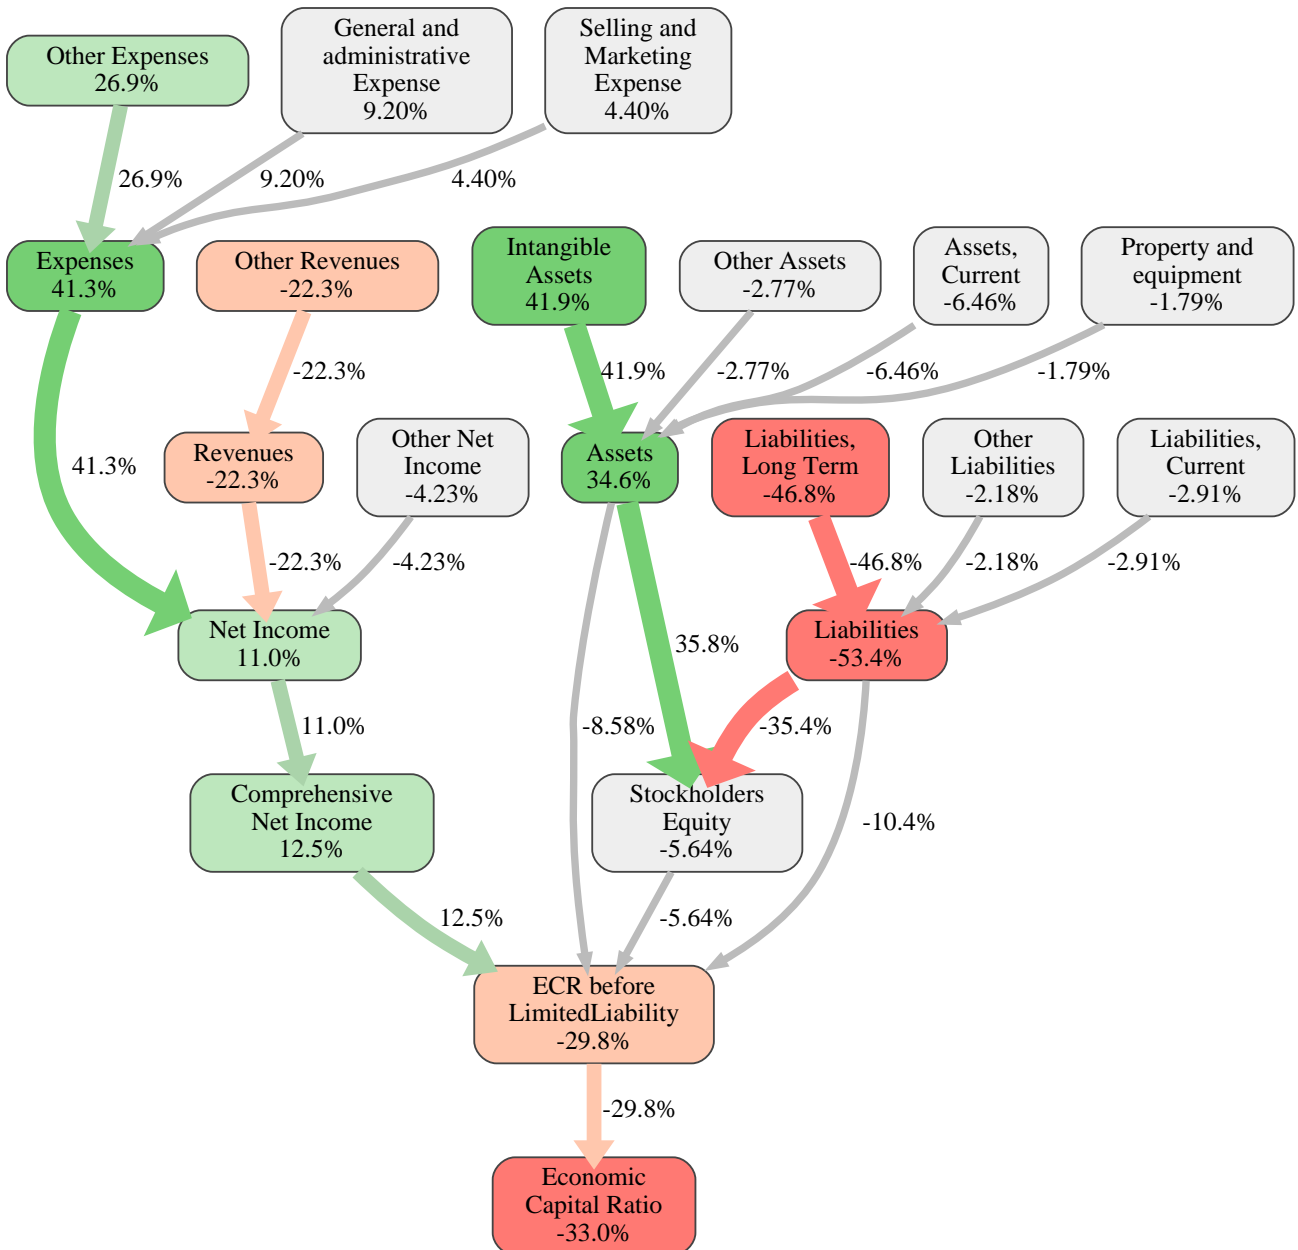 Other Expenses
26.9%
General and
administrative
Expense
9.20%
Selling and
Marketing
Expense
4.40%
26.9%
9.20%
4.40%
Expenses
41.3%
Other Revenues
-22.3%
Intangible
Assets
41.9%
Other Assets
-2.77%
Assets,
Current
-6.46%
Property and
equipment
-1.79%
-22.3%
41.9%
-2.77%
-6.46%
-1.79%
41.3%
Revenues
-22.3%
Other Net
Income
-4.23%
Assets
34.6%
Liabilities,
Long Term
-46.8%
Other
Liabilities
-2.18%
Liabilities,
Current
-2.91%
-22.3%
-4.23%
-46.8%
-2.18%
-2.91%
Net Income
11.0%
35.8%
Liabilities
-53.4%
11.0%
-8.58%
-35.4%
Comprehensive
Net Income
12.5%
Stockholders
Equity
-5.64%
-10.4%
12.5%
-5.64%
ECR before
LimitedLiability
-29.8%
-29.8%
Economic
Capital Ratio
-33.0%